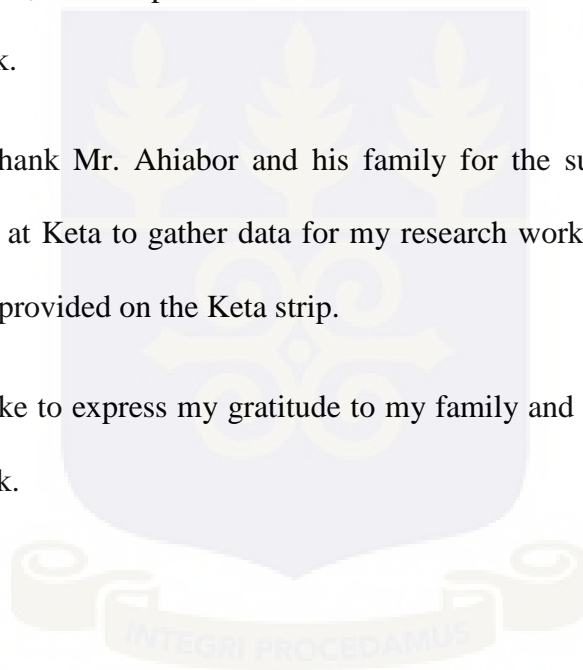 k.
hank Mr. Ahiabor and his family for the su
at Keta to gather data for my research work
provided on the Keta strip.
ke to express my gratitude to my family and
k.
INTEGRI PROCEDAMUS